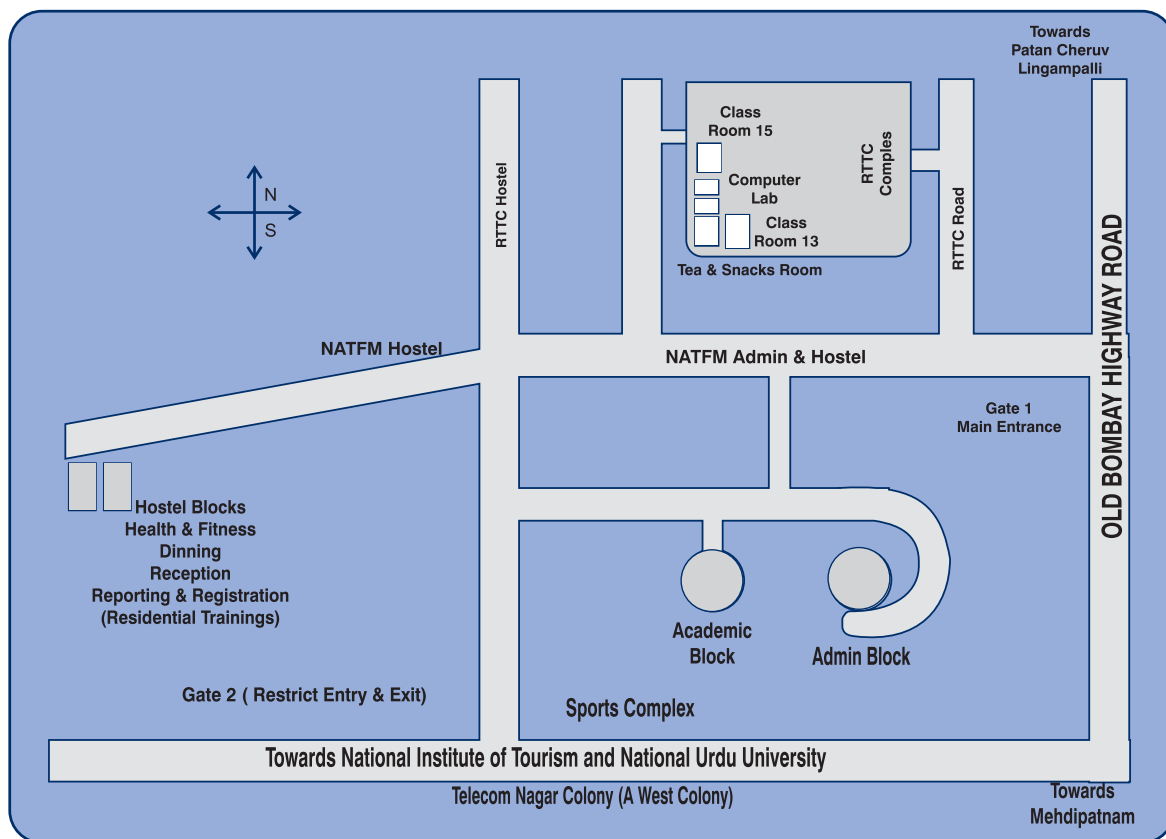 Towards
Patan Cheruv
Lingampalli
Class
Room 15
Computer
Lab
Class
Room 13
RTTC
Comples
Tea & Snacks Room
RTTC Hostel
RTTC Road
N
S
OLD BOMBAY HIGHWAY ROAD
NATFM Hostel
NATFM Admin & Hostel
Gate 1
Main Entrance
Hostel Blocks
Health & Fitness
Dinning
Reception
Reporting & Registration
(Residential Trainings)
Academic
Block
Admin Block
Gate 2 ( Restrict Entry & Exit)
Sports Complex
Towards National Institute of Tourism and National Urdu University
Telecom Nagar Colony (A West Colony)
Towards
Mehdipatnam